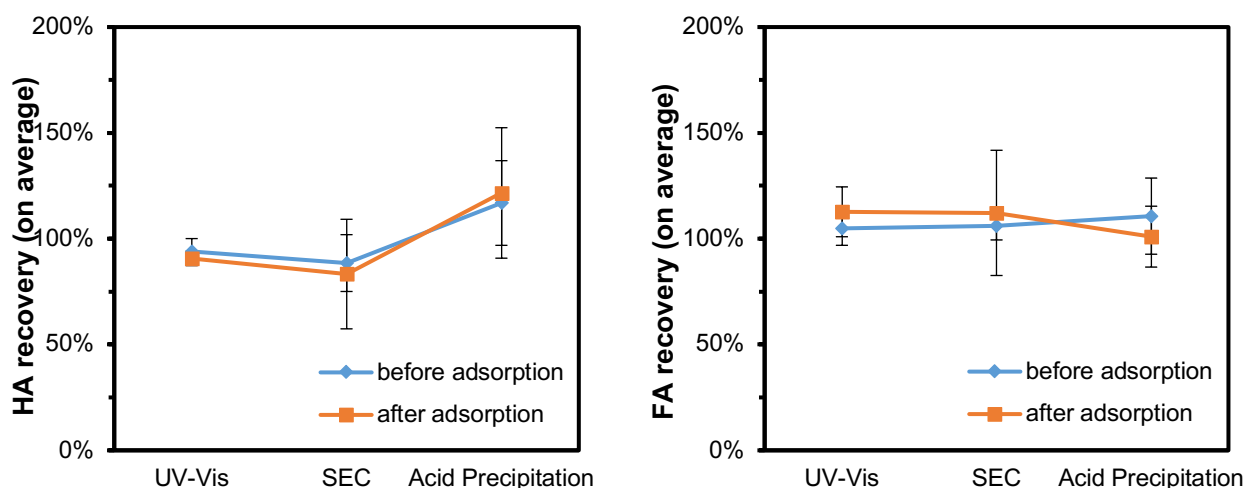 HA recovery (on average)
200%
150%
100%
50%
0%
before adsorption
after adsorption
UV-Vis SEC Acid Precipitation
FA recovery (on average)
200%
150%
100%
50%
0%
before adsorption
after adsorption
UV-Vis SEC Acid Precipitation